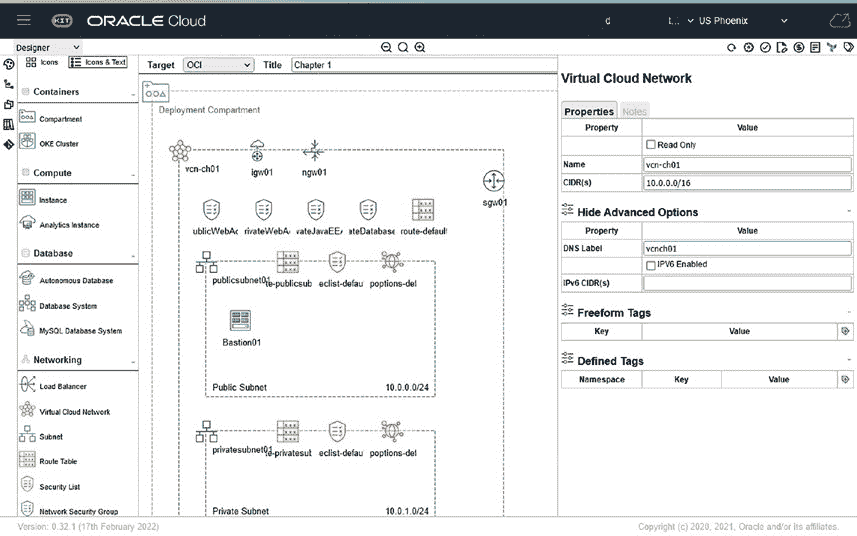 KIT ORACLE Cloud
d t... US Phoenix
Designer
Icons Icons & Text
Target OCI Title Chapter 1
Containers
Compartment
OKE Cluster
Compute
Instance
Analytics Instance
Database
Autonomous Database
Database System
MySQL Database System
Networking
Load Balancer
Virtual Cloud Network
Subnet
Route Table
Security List
Network Security Group
Deployment Compartment
vcn-ch01 igw01 ngw01
sgw01
ublicWebAc ivateWebAc vateJavaEEA ateDatabase route-default
publicsubnet01 te-publicsub eclist-defau poptions-def
Bastion01
Public Subnet 10.0.0.0/24
privatesubnet01 te-privatesub eclist-defau poptions-def
Private Subnet 10.0.1.0/24
Virtual Cloud Network
Properties Notes
Property Value
Read Only
Name vcn-ch01
CIDR(s) 10.0.0.0/16
Hide Advanced Options
Property Value
DNS Label vcnch01
IPV6 Enabled
IPv6 CIDR(s)
Freeform Tags
Key Value
Defined Tags
Namespace Key Value
Version: 0.32.1 (17th February 2022)
Copyright (c) 2020, 2021, Oracle and/or its affiliates.